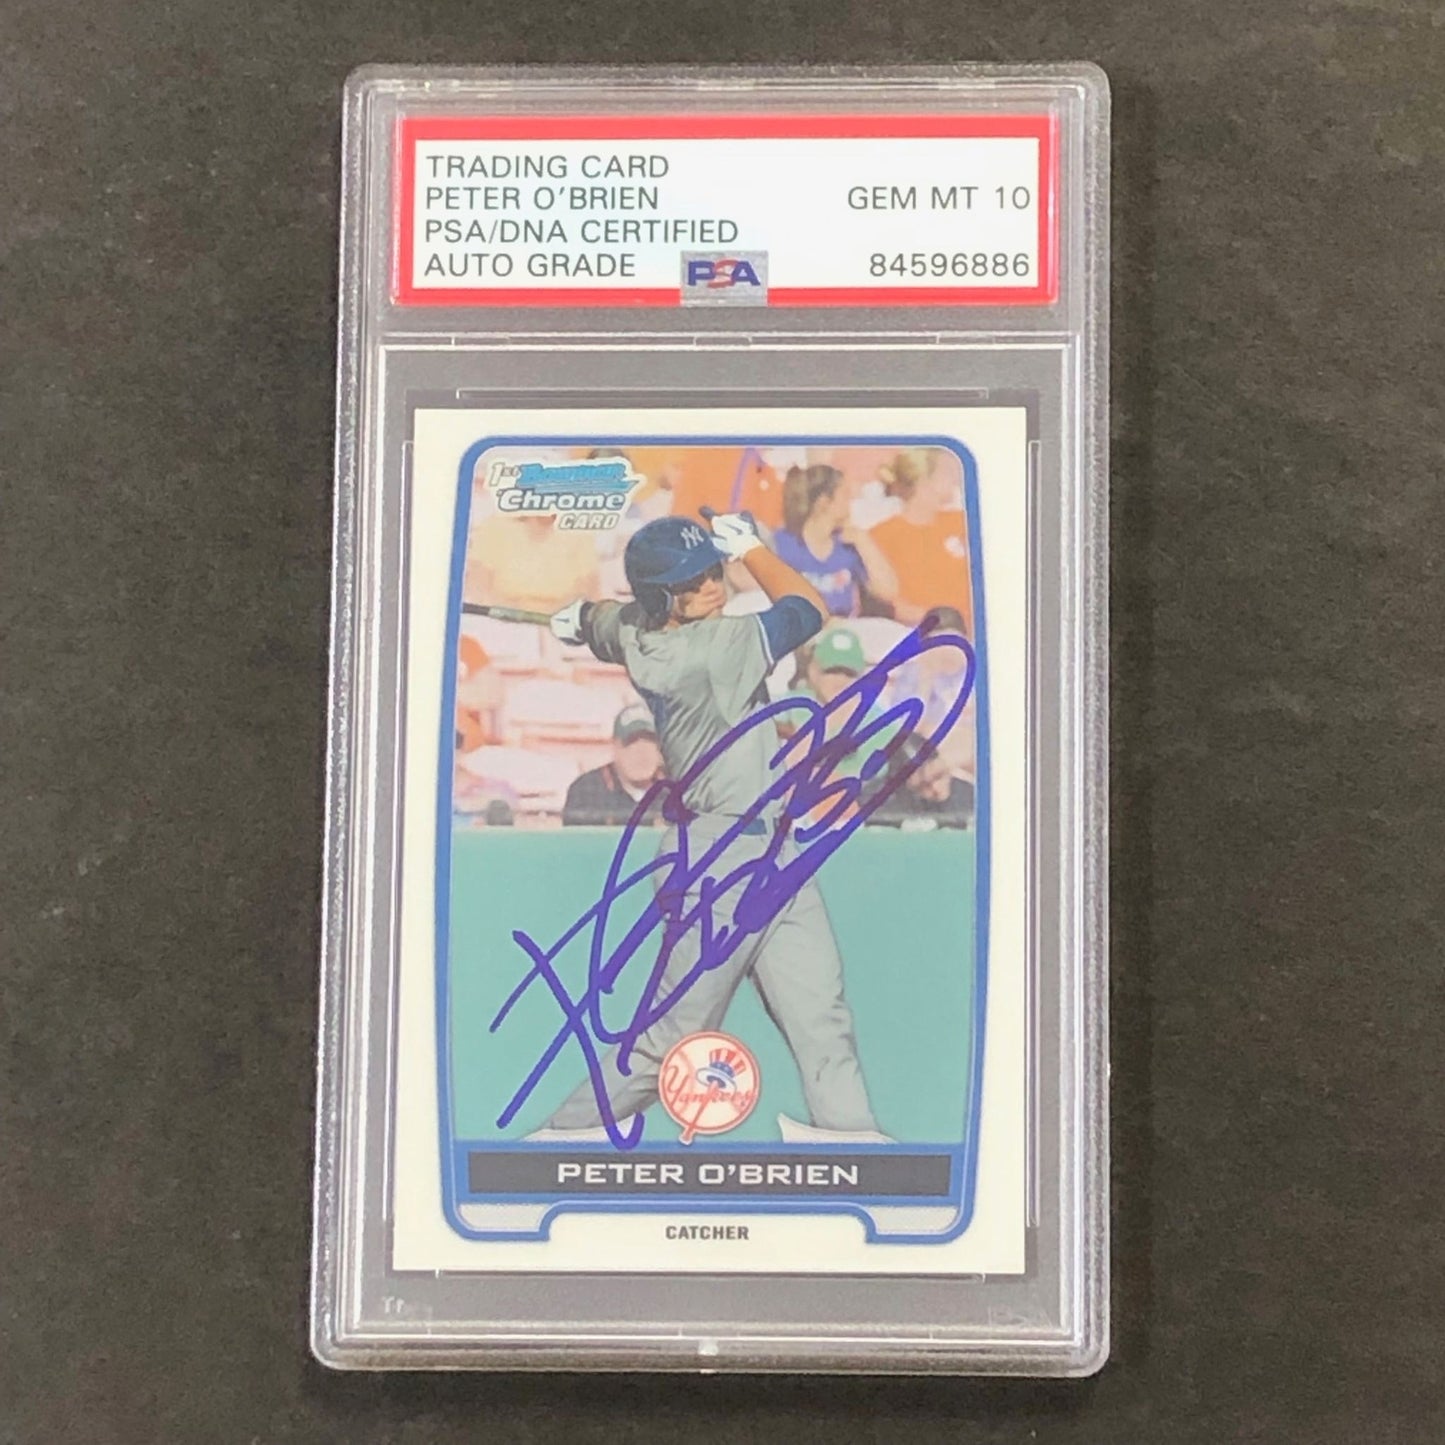 TRADING CARD
PETER O'BRIEN GEM MT 10
PSA/DNA CERTIFIED
AUTO GRADE PSA 84596886
1st Bowman
Chrome
CARD
NY
Yankees
PETER O'BRIEN
CATCHER